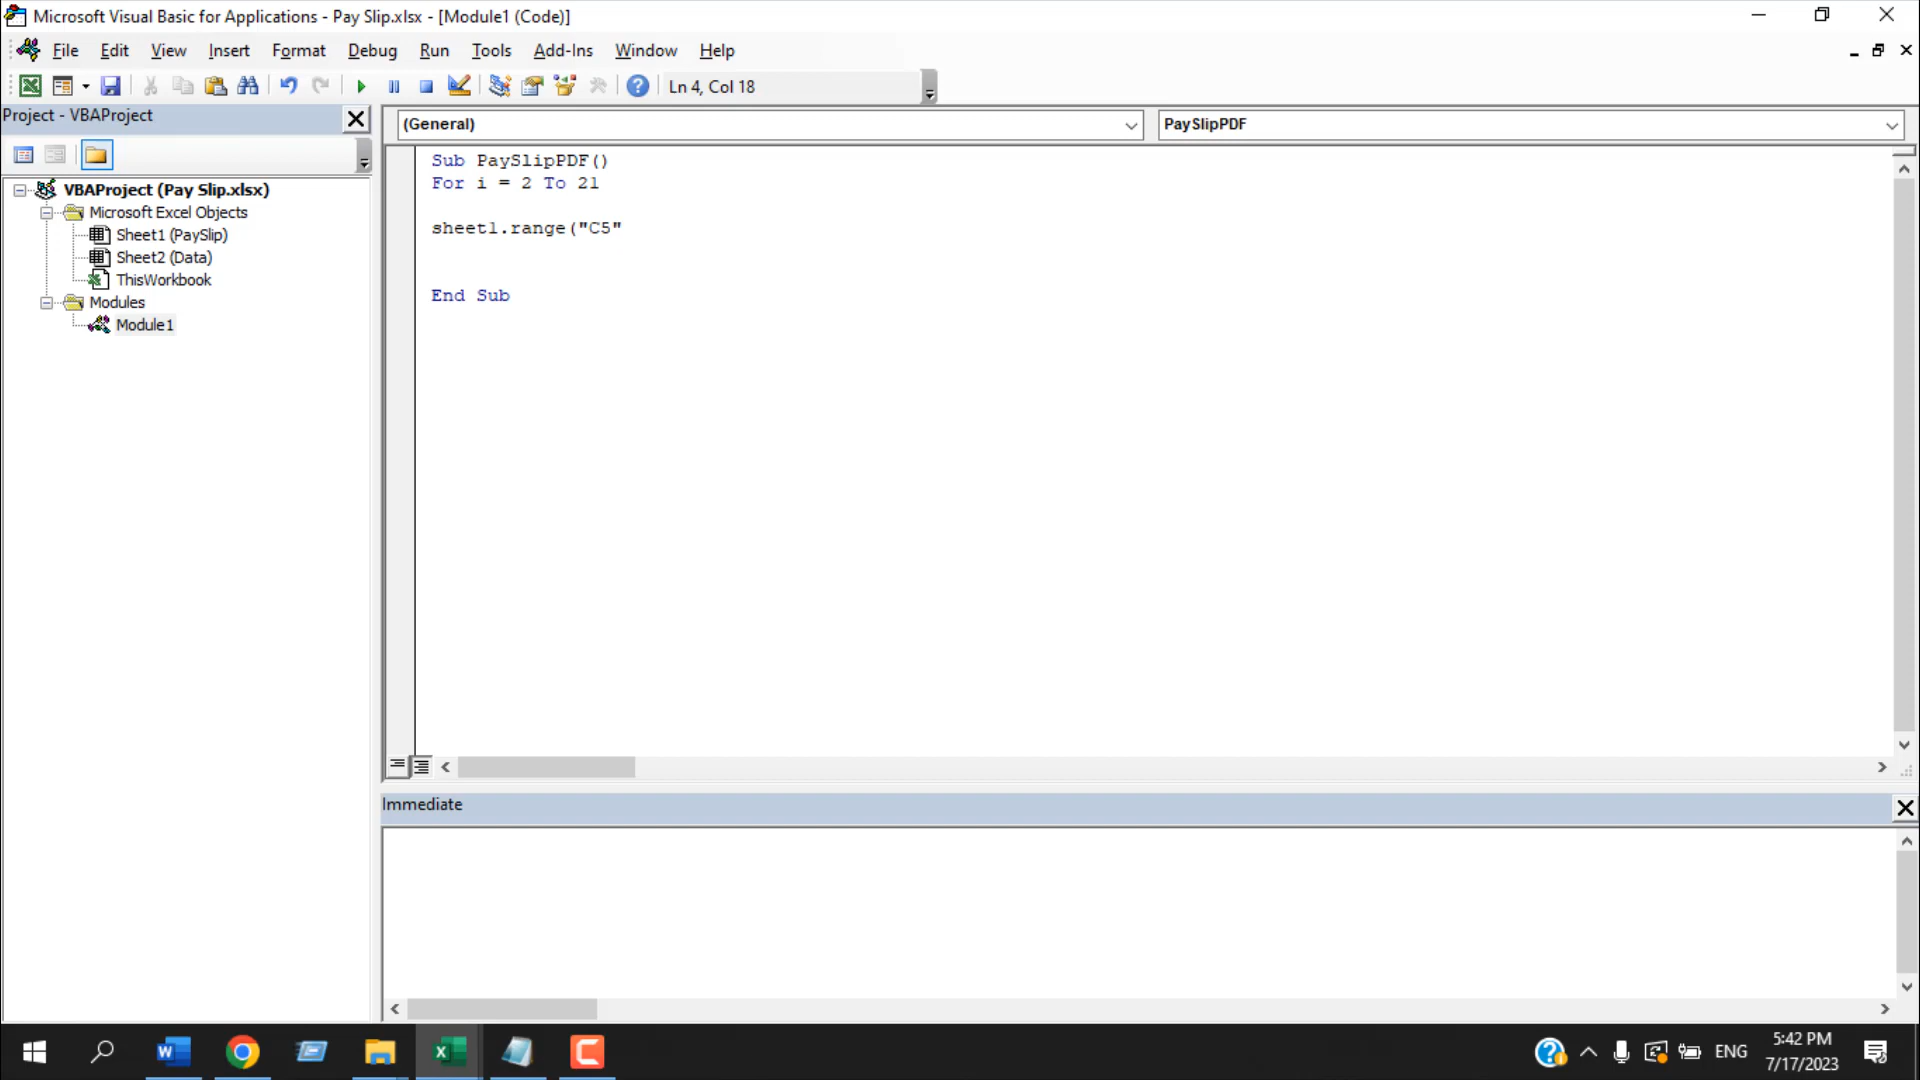 Microsoft Visual Basic for Applications - Pay Slip.xlsx - [Module1 (Code)]
File Edit View Insert Format Debug Run Tools Add-Ins Window Help
Ln 4, Col 18
Project - VBAProject
(General)
PaySlipPDF
VBAProject (Pay Slip.xlsx)
Microsoft Excel Objects
Sheet1 (PaySlip)
Sheet2 (Data)
ThisWorkbook
Modules
Module1
Sub PaySlipPDF()
For i = 2 To 21
sheet1.range("C5"
End Sub
Immediate
ENG
5:42 PM
7/17/2023